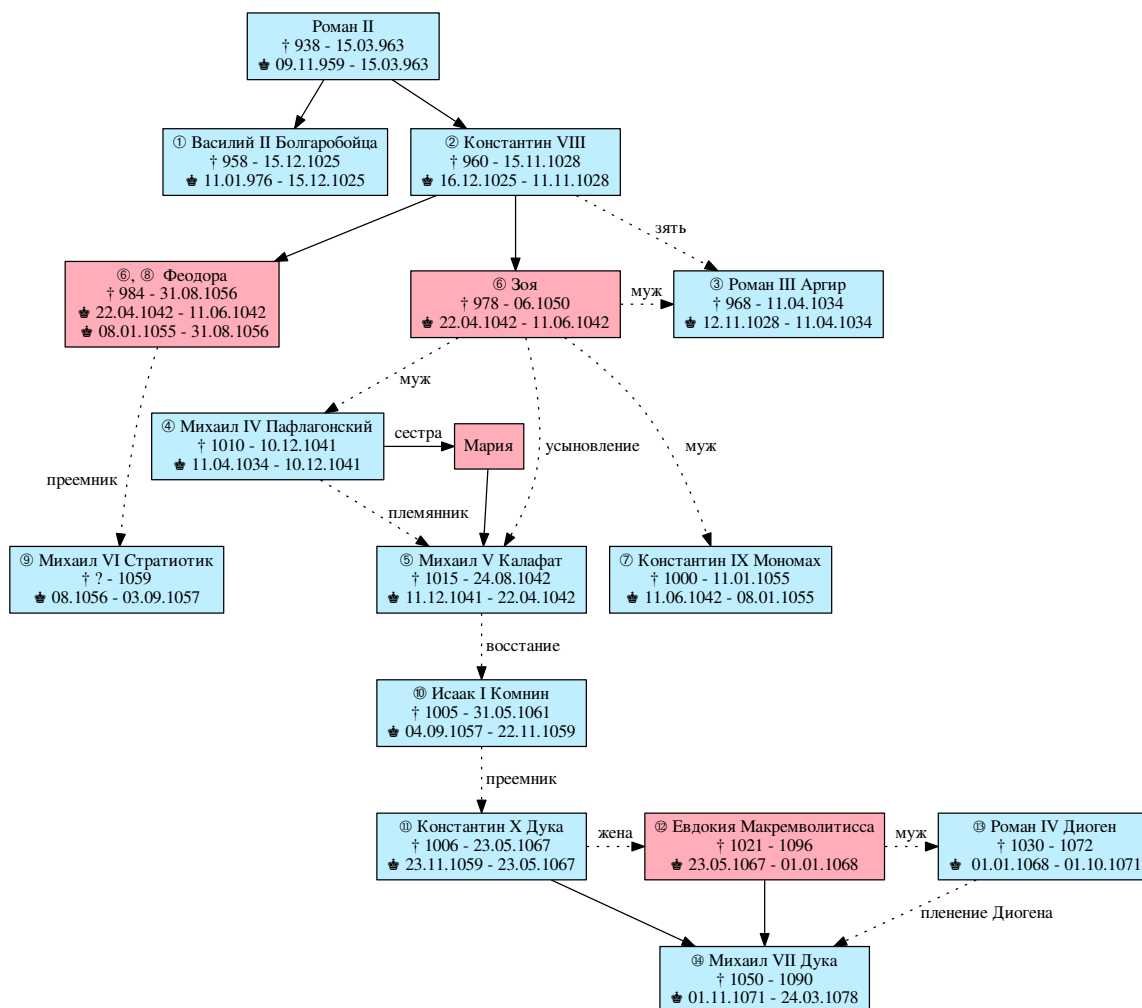 Роман II
† 938 - 15.03.963
♚ 09.11.959 - 15.03.963
① Василий II Болгаробойца
† 958 - 15.12.1025
♚ 11.01.976 - 15.12.1025
② Константин VIII
† 960 - 15.11.1028
♚ 16.12.1025 - 11.11.1028
зять
⑥, ⑧ Феодора
† 984 - 31.08.1056
♚ 22.04.1042 - 11.06.1042
♚ 08.01.1055 - 31.08.1056
⑥ Зоя
† 978 - 06.1050
♚ 22.04.1042 - 11.06.1042
муж
③ Роман III Аргир
† 968 - 11.04.1034
♚ 12.11.1028 - 11.04.1034
муж
④ Михаил IV Пафлагонский
† 1010 - 10.12.1041
♚ 11.04.1034 - 10.12.1041
сестра
Мария
усыновление
муж
преемник
племянник
⑨ Михаил VI Стратиотик
† ? - 1059
♚ 08.1056 - 03.09.1057
⑤ Михаил V Калафат
† 1015 - 24.08.1042
♚ 11.12.1041 - 22.04.1042
⑦ Константин IX Мономах
† 1000 - 11.01.1055
♚ 11.06.1042 - 08.01.1055
восстание
⑩ Исаак I Комнин
† 1005 - 31.05.1061
♚ 04.09.1057 - 22.11.1059
преемник
⑪ Константин X Дука
† 1006 - 23.05.1067
♚ 23.11.1059 - 23.05.1067
жена
⑫ Евдокия Макремволитисса
† 1021 - 1096
♚ 23.05.1067 - 01.01.1068
муж
⑬ Роман IV Диоген
† 1030 - 1072
♚ 01.01.1068 - 01.10.1071
пленение Диогена
⑭ Михаил VII Дука
† 1050 - 1090
♚ 01.11.1071 - 24.03.1078